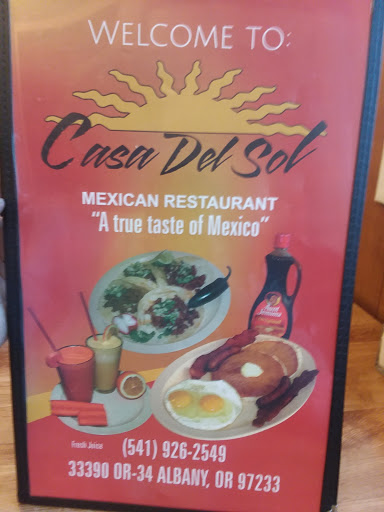 WELCOME TO:
Casa Del Sol
MEXICAN RESTAURANT
"A true taste of Mexico"
Fresh Juice
(541) 926-2549
33390 OR-34 ALBANY, OR 97233